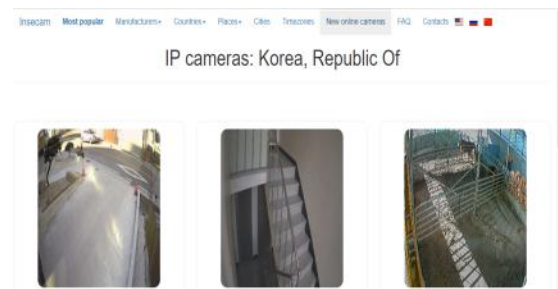 Insecam Most popular Manufacturers Countries Places Cities Timezones New online cameras FAQ Contacts
IP cameras: Korea, Republic Of